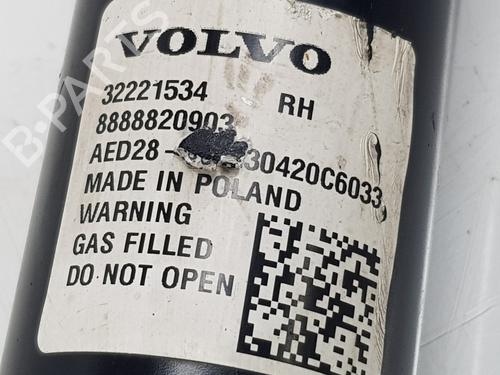 VOLVO
32221534 RH
8888820903
AED28- 30420C6033
MADE IN POLAND
WARNING
GAS FILLED
DO NOT OPEN
B-PARTS